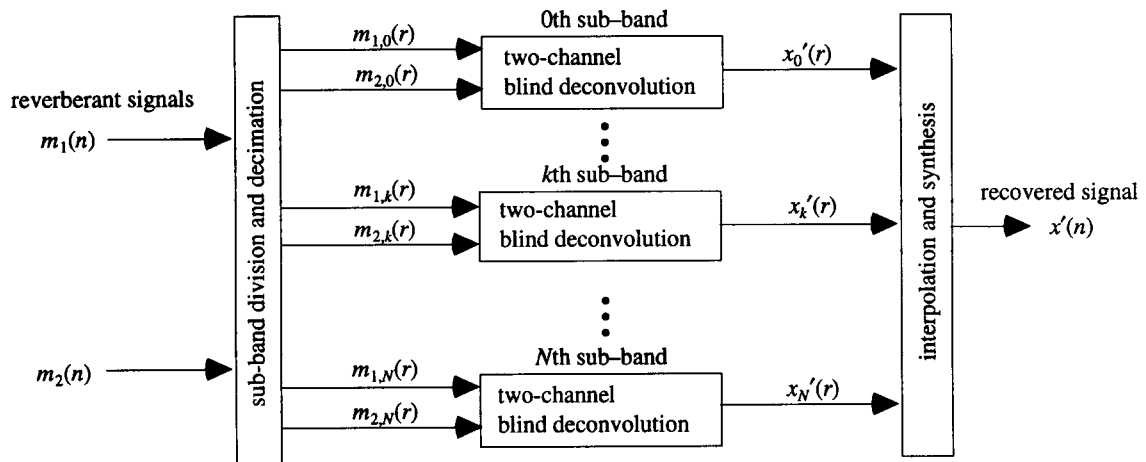 reverberant signals
m₁(n)
m₂(n)
sub-band division and decimation
0th sub–band
m₁,₀(r)
m₂,₀(r)
two-channel
blind deconvolution
x₀′(r)
kth sub–band
m₁,ₖ(r)
m₂,ₖ(r)
two-channel
blind deconvolution
xₖ′(r)
Nth sub–band
m₁,N(r)
m₂,N(r)
two-channel
blind deconvolution
xN′(r)
interpolation and synthesis
recovered signal
x′(n)